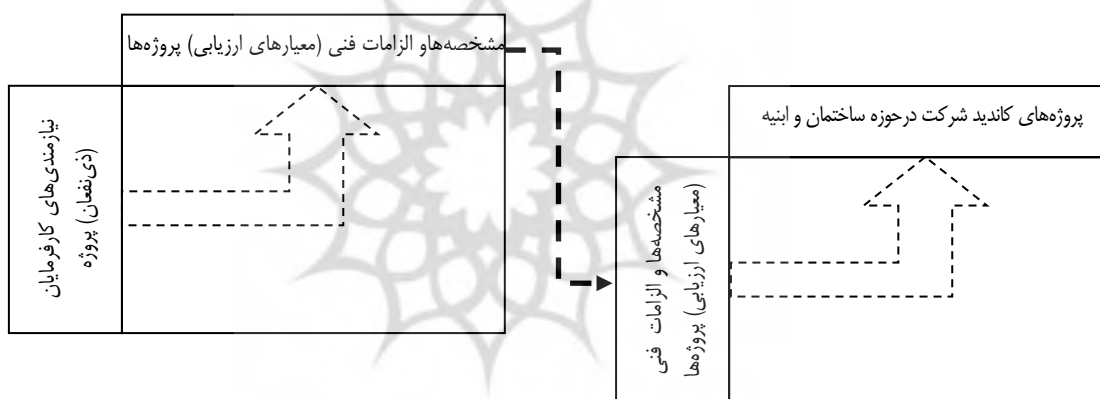 مشخصه‌هاو الزامات فنی (معیارهای ارزیابی) پروژه‌ها
نیازمندی‌های کارفرمایان
(ذی‌نفعان) پروژه
پروژه‌های کاندید شرکت درحوزه ساختمان و ابنیه
مشخصه‌ها و الزامات فنی
(معیارهای ارزیابی) پروژه‌ها